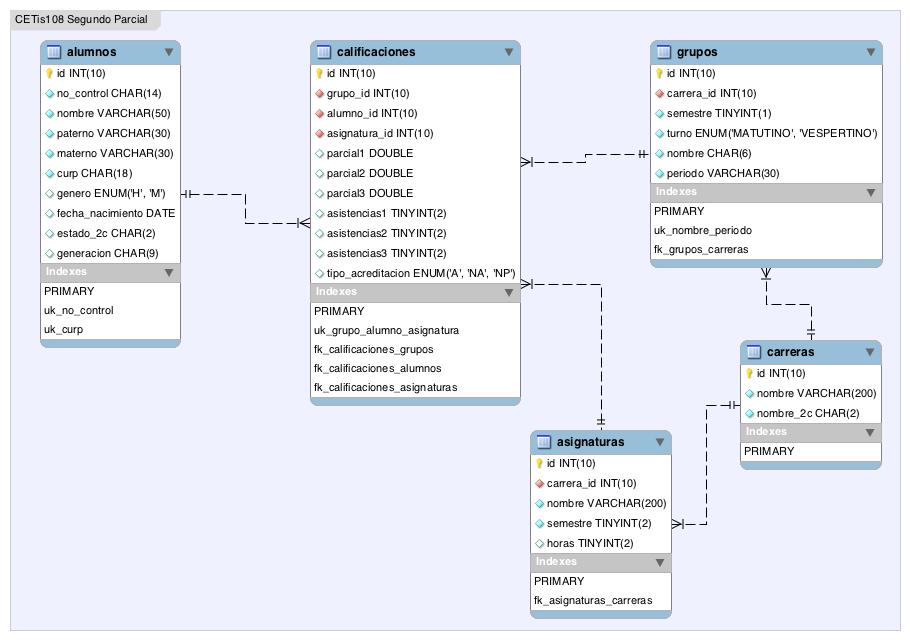 CETis108 Segundo Parcial
alumnos
id INT(10)
no_control CHAR(14)
nombre VARCHAR(50)
paterno VARCHAR(30)
materno VARCHAR(30)
curp CHAR(18)
genero ENUM('H', 'M')
fecha_nacimiento DATE
estado_2c CHAR(2)
generacion CHAR(9)
Indexes
PRIMARY
uk_no_control
uk_curp
calificaciones
id INT(10)
grupo_id INT(10)
alumno_id INT(10)
asignatura_id INT(10)
parcial1 DOUBLE
parcial2 DOUBLE
parcial3 DOUBLE
asistencias1 TINYINT(2)
asistencias2 TINYINT(2)
asistencias3 TINYINT(2)
tipo_acreditacion ENUM('A', 'NA', 'NP')
Indexes
PRIMARY
uk_grupo_alumno_asignatura
fk_calificaciones_grupos
fk_calificaciones_alumnos
fk_calificaciones_asignaturas
grupos
id INT(10)
carrera_id INT(10)
semestre TINYINT(1)
turno ENUM('MATUTINO', 'VESPERTINO')
nombre CHAR(6)
periodo VARCHAR(30)
Indexes
PRIMARY
uk_nombre_periodo
fk_grupos_carreras
carreras
id INT(10)
nombre VARCHAR(200)
nombre_2c CHAR(2)
Indexes
PRIMARY
asignaturas
id INT(10)
carrera_id INT(10)
nombre VARCHAR(200)
semestre TINYINT(2)
horas TINYINT(2)
Indexes
PRIMARY
fk_asignaturas_carreras